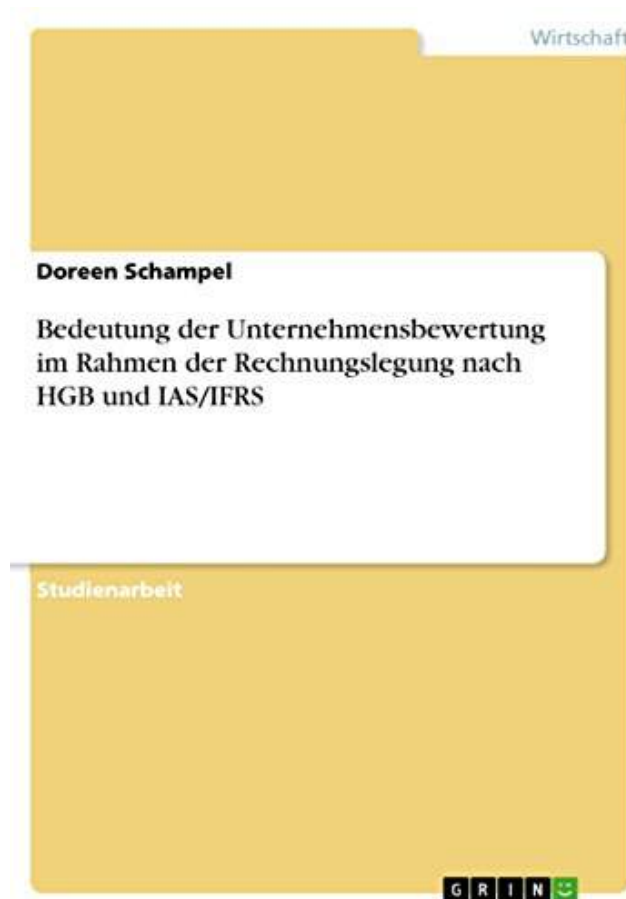 Wirtschaft
Doreen Schampel
Bedeutung der Unternehmensbewertung
im Rahmen der Rechnungslegung nach
HGB und IAS/IFRS
Studienarbeit
GRIN